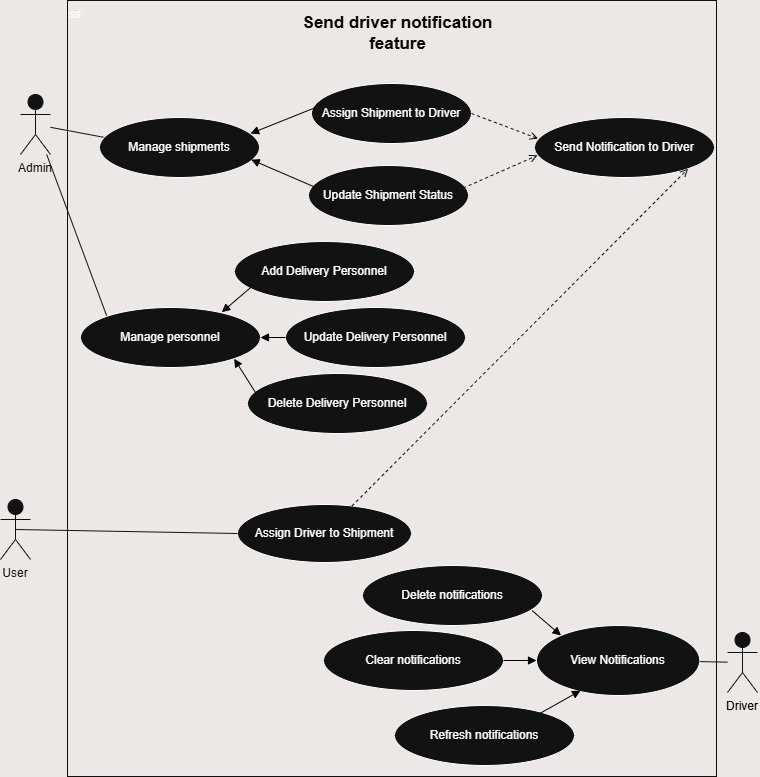 ss
Send driver notification
feature
Assign Shipment to Driver
Manage shipments
Send Notification to Driver
Admin
Update Shipment Status
Add Delivery Personnel
Manage personnel
Update Delivery Personnel
Delete Delivery Personnel
Assign Driver to Shipment
User
Delete notifications
Clear notifications
View Notifications
Driver
Refresh notifications